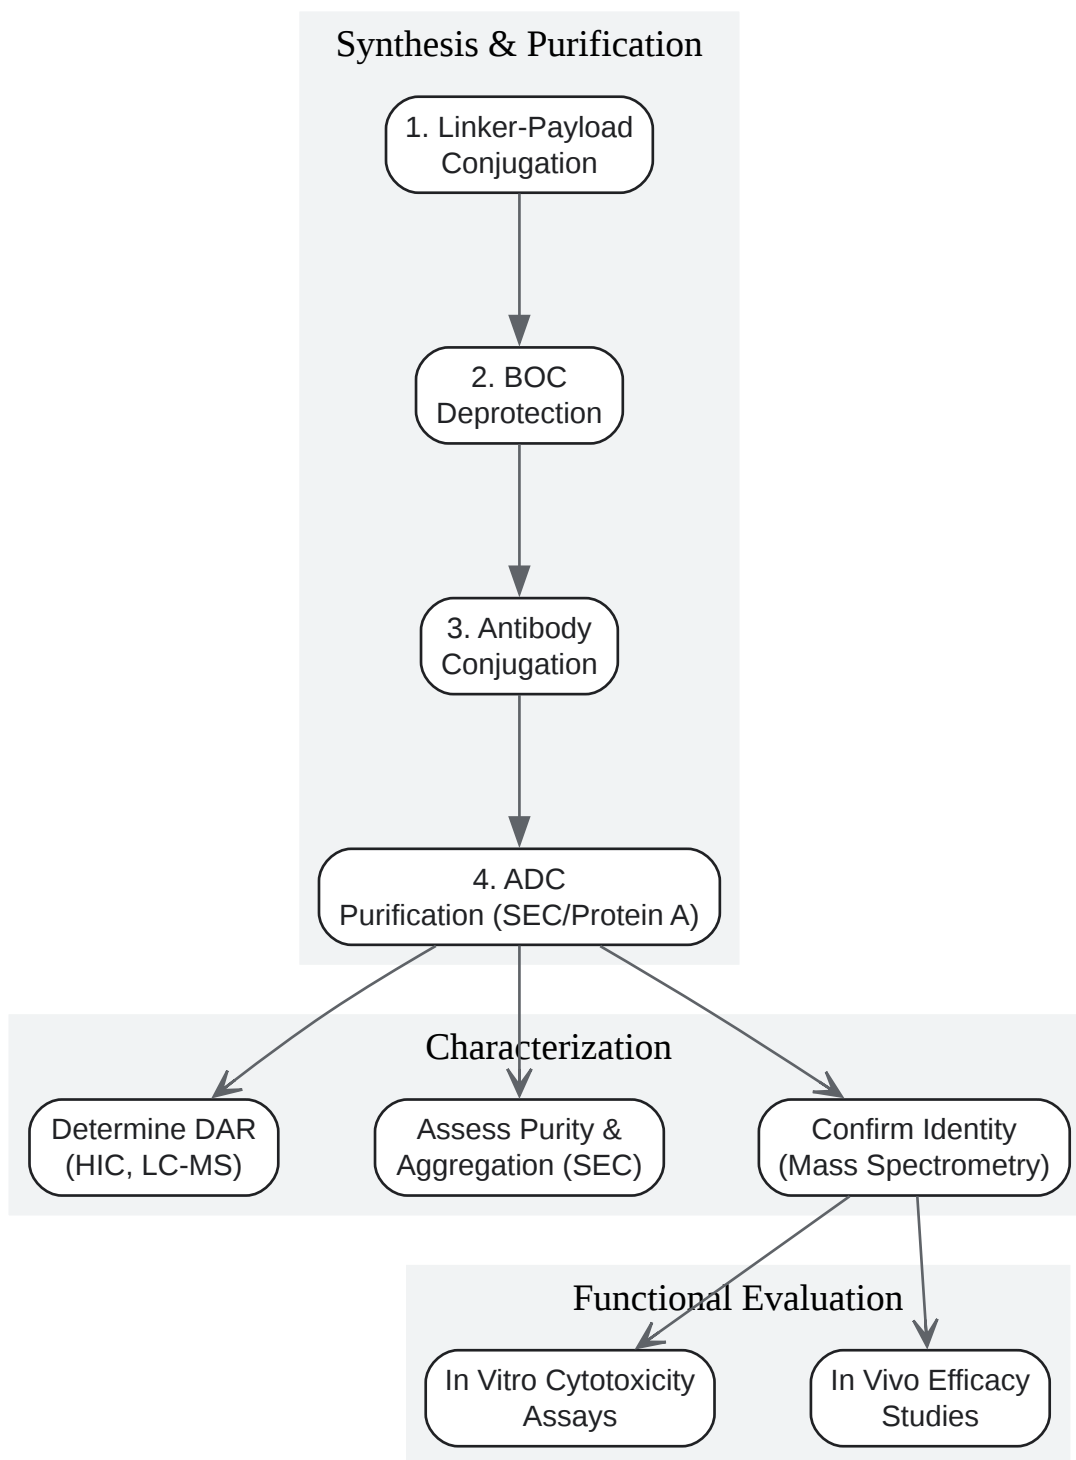 Synthesis & Purification
1. Linker-Payload
Conjugation
2. BOC
Deprotection
3. Antibody
Conjugation
4. ADC
Purification (SEC/Protein A)
Characterization
Determine DAR
(HIC, LC-MS)
Assess Purity &
Aggregation (SEC)
Confirm Identity
(Mass Spectrometry)
Functional Evaluation
In Vitro Cytotoxicity
Assays
In Vivo Efficacy
Studies